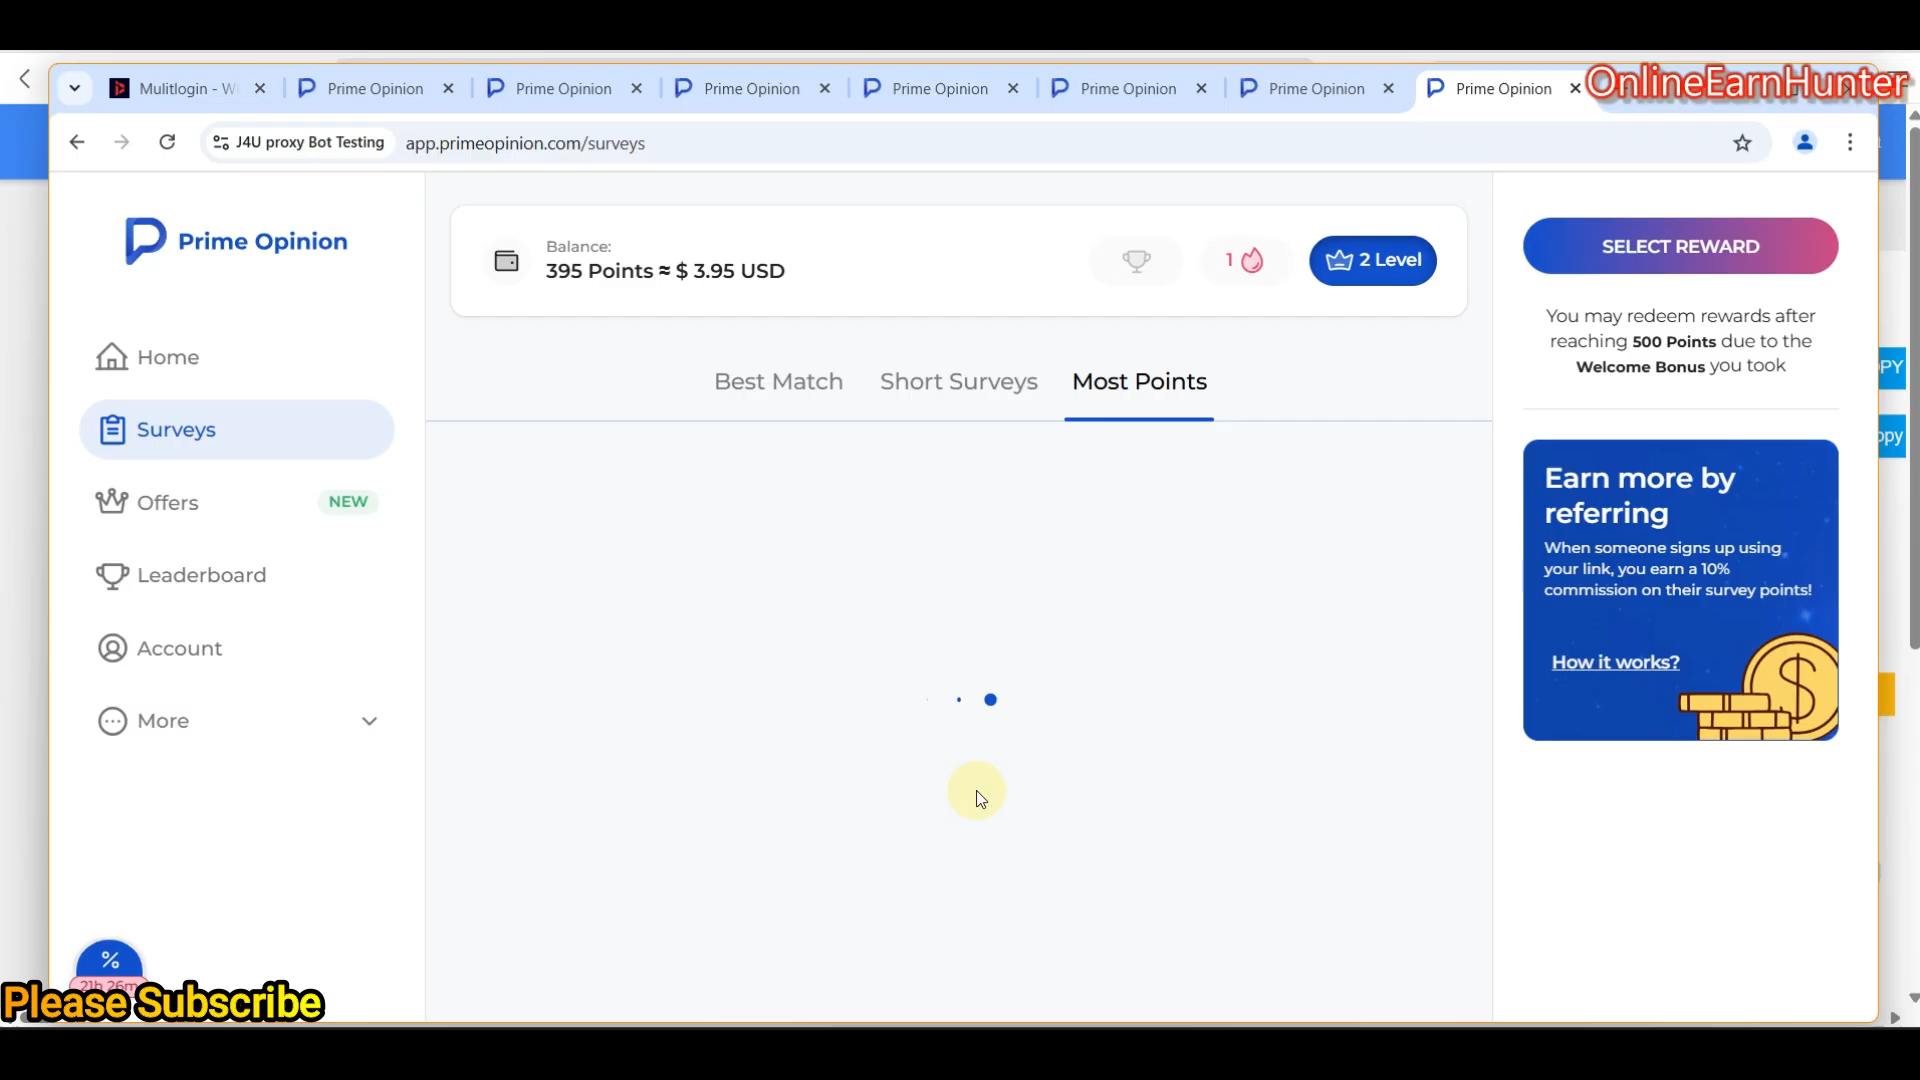 Mulitlogin - W
Prime Opinion
Prime Opinion
Prime Opinion
Prime Opinion
Prime Opinion
Prime Opinion
Prime Opinion
OnlineEarnHunter
J4U proxy Bot Testing
app.primeopinion.com/surveys
Prime Opinion
Home
Surveys
Offers
NEW
Leaderboard
Account
More
%
21h 26m
Please Subscribe
Balance:
395 Points ≈ $ 3.95 USD
1
2 Level
Best Match
Short Surveys
Most Points
SELECT REWARD
You may redeem rewards after
reaching 500 Points due to the
Welcome Bonus you took
Earn more by
referring
When someone signs up using
your link, you earn a 10%
commission on their survey points!
How it works?
$
PY
opy